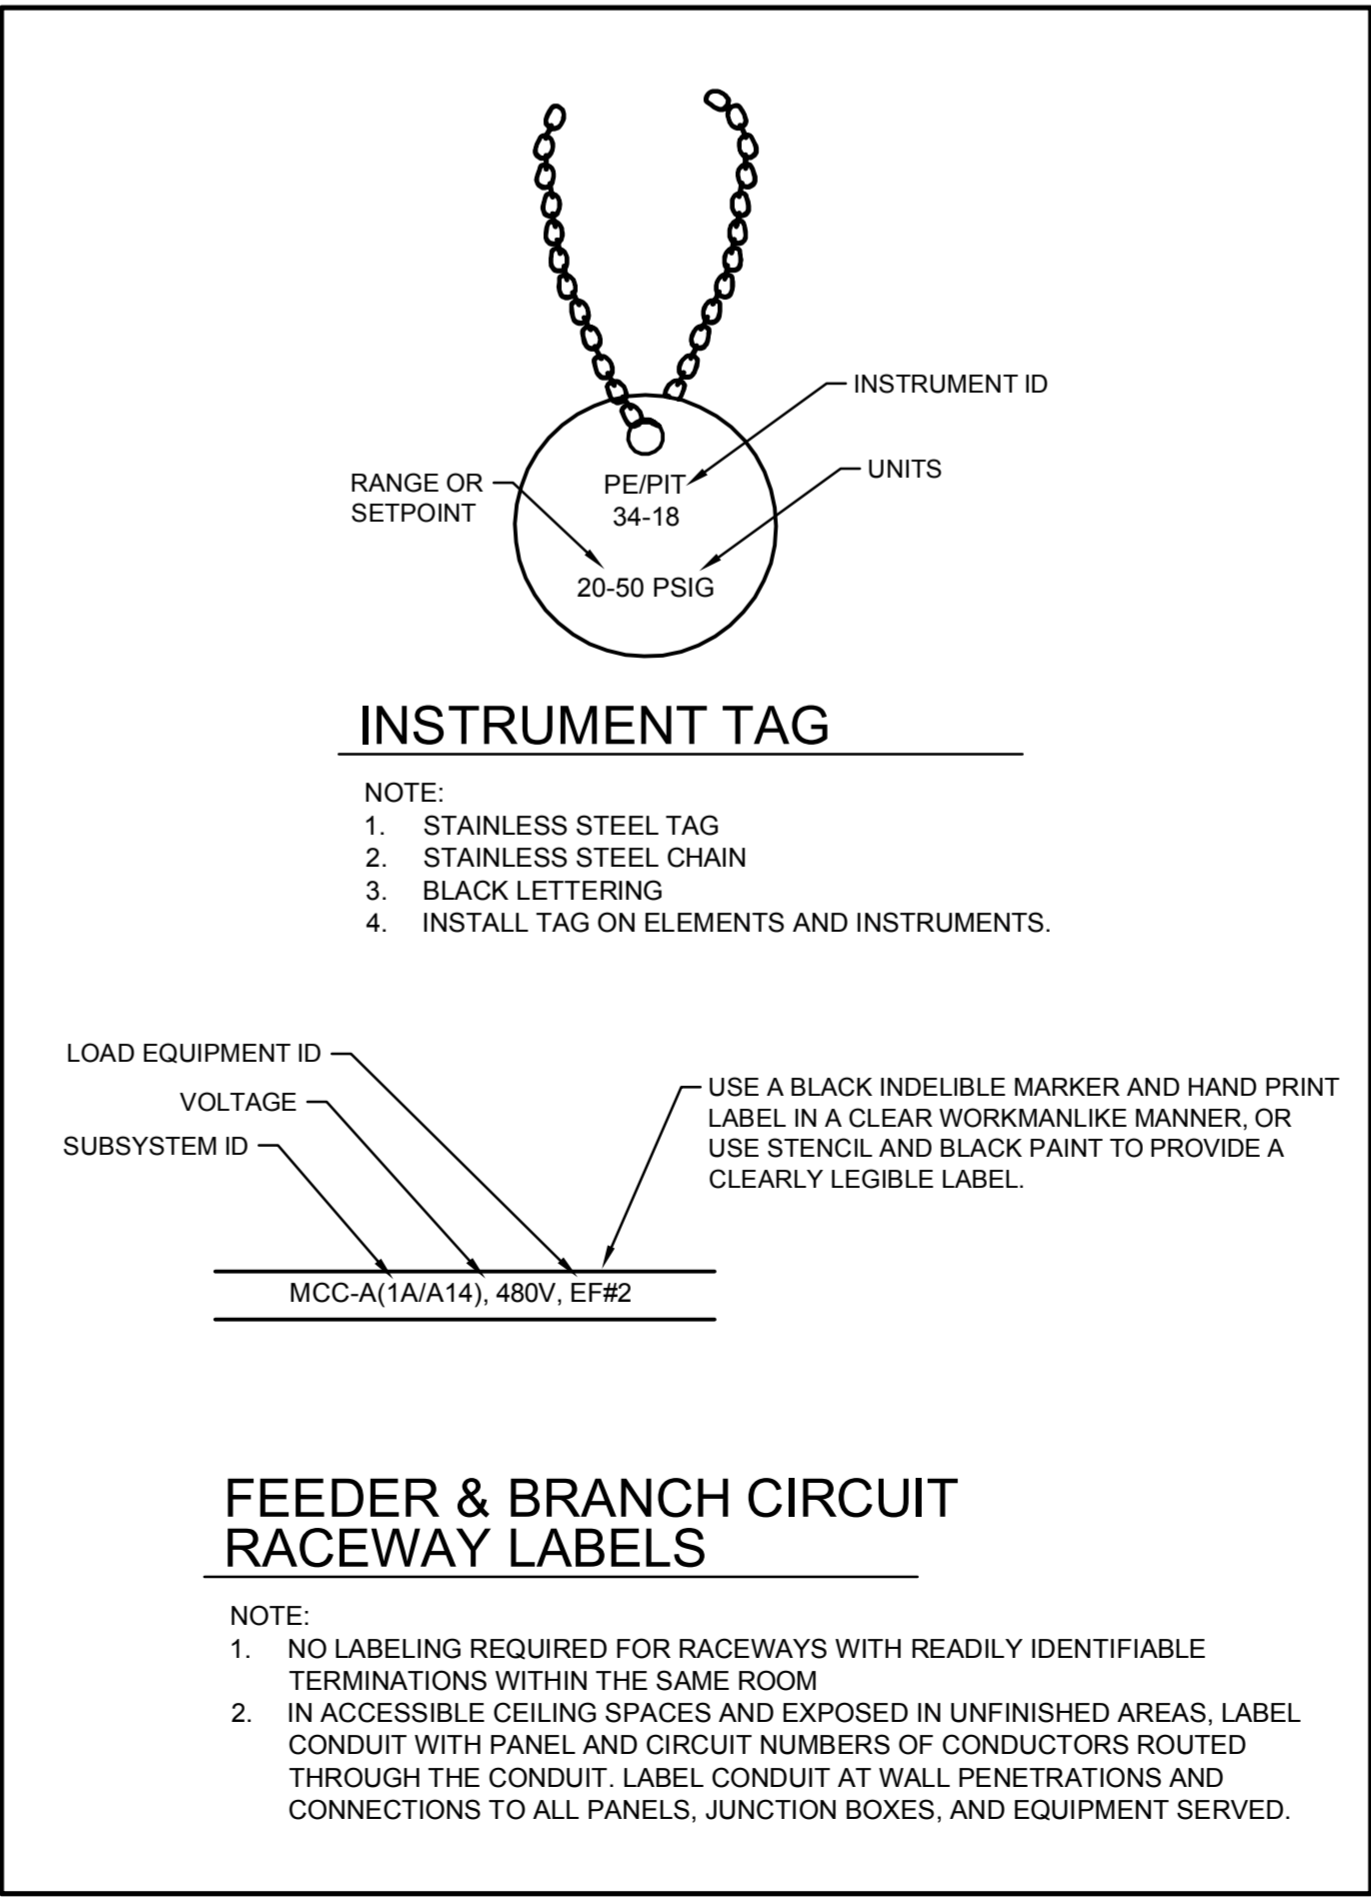 INSTRUMENT ID
UNITS
RANGE OR
SETPOINT
PE/PIT
34-18
20-50 PSIG
INSTRUMENT TAG
NOTE:
1. STAINLESS STEEL TAG
2. STAINLESS STEEL CHAIN
3. BLACK LETTERING
4. INSTALL TAG ON ELEMENTS AND INSTRUMENTS.
LOAD EQUIPMENT ID
VOLTAGE
SUBSYSTEM ID
USE A BLACK INDELIBLE MARKER AND HAND PRINT
LABEL IN A CLEAR WORKMANLIKE MANNER, OR
USE STENCIL AND BLACK PAINT TO PROVIDE A
CLEARLY LEGIBLE LABEL.
MCC-A(1A/A14), 480V, EF#2
FEEDER & BRANCH CIRCUIT
RACEWAY LABELS
NOTE:
1. NO LABELING REQUIRED FOR RACEWAYS WITH READILY IDENTIFIABLE
TERMINATIONS WITHIN THE SAME ROOM
2. IN ACCESSIBLE CEILING SPACES AND EXPOSED IN UNFINISHED AREAS, LABEL
CONDUIT WITH PANEL AND CIRCUIT NUMBERS OF CONDUCTORS ROUTED
THROUGH THE CONDUIT. LABEL CONDUIT AT WALL PENETRATIONS AND
CONNECTIONS TO ALL PANELS, JUNCTION BOXES, AND EQUIPMENT SERVED.